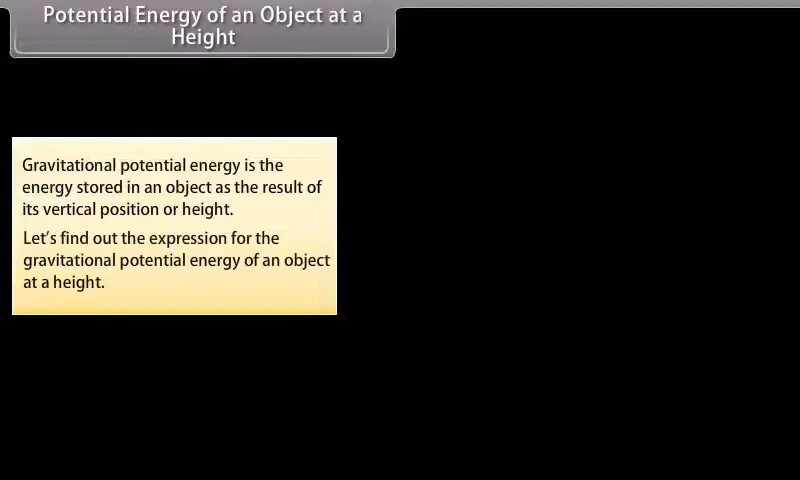 Potential Energy of an Object at a
Height
Gravitational potential energy is the
energy stored in an object as the result of
its vertical position or height.
Let's find out the expression for the
gravitational potential energy of an object
at a height.